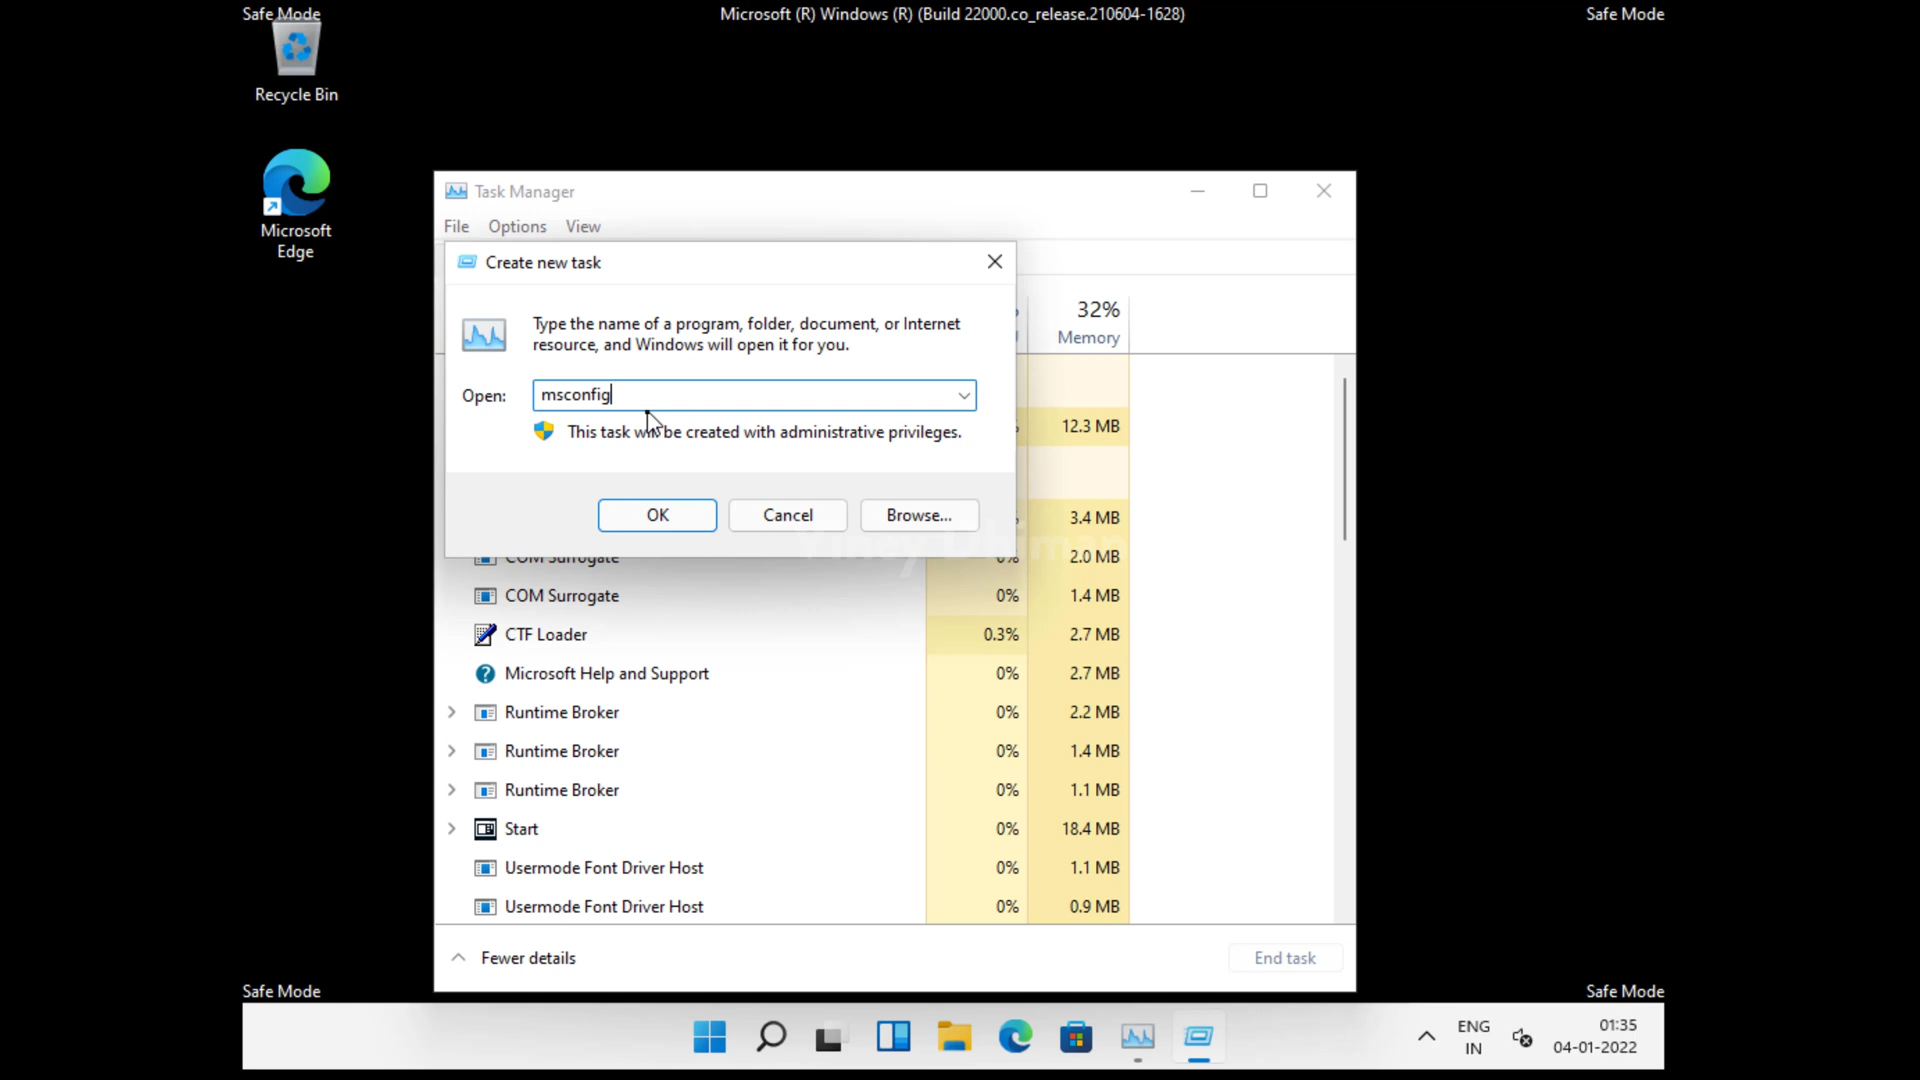 Safe Mode
Microsoft (R) Windows (R) (Build 22000.co_release.210604-1628)
Safe Mode
Recycle Bin
Microsoft
Edge
Task Manager
File Options View
Create new task
32%
Memory
Type the name of a program, folder, document, or Internet
resource, and Windows will open it for you.
Open: msconfig
This task will be created with administrative privileges.
12.3 MB
OK Cancel Browse...
3.4 MB
COM Surrogate 0% 2.0 MB
COM Surrogate 0% 1.4 MB
CTF Loader 0.3% 2.7 MB
Microsoft Help and Support 0% 2.7 MB
Runtime Broker 0% 2.2 MB
Runtime Broker 0% 1.4 MB
Runtime Broker 0% 1.1 MB
Start 0% 18.4 MB
Usermode Font Driver Host 0% 1.1 MB
Usermode Font Driver Host 0% 0.9 MB
Fewer details End task
Safe Mode
Safe Mode
ENG
IN
01:35
04-01-2022